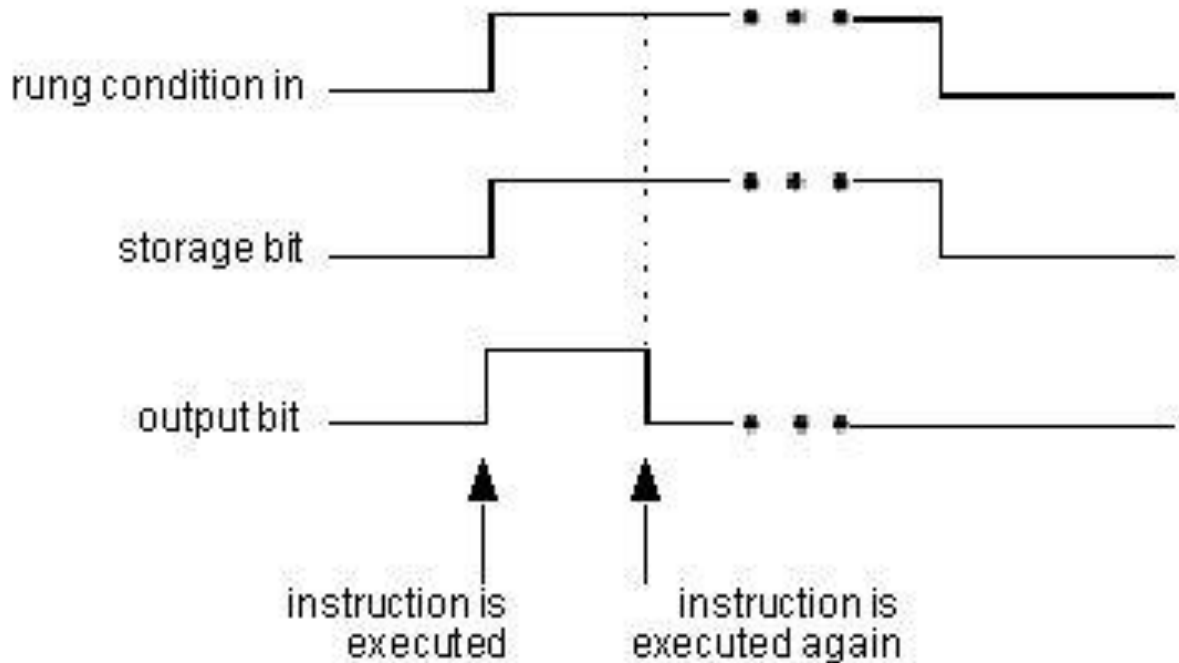 rung condition in
storage bit
output bit
instruction is
executed
instruction is
executed again